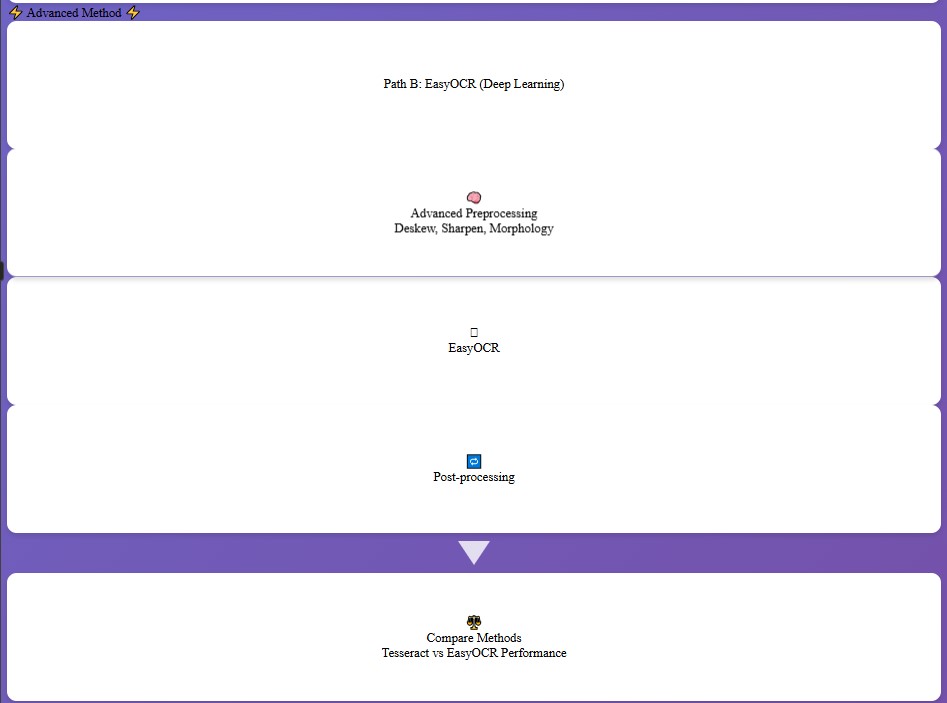 ⚡ Advanced Method ⚡
Path B: EasyOCR (Deep Learning)
🧠
Advanced Preprocessing
Deskew, Sharpen, Morphology
EasyOCR
🔁
Post-processing
⚖️
Compare Methods
Tesseract vs EasyOCR Performance